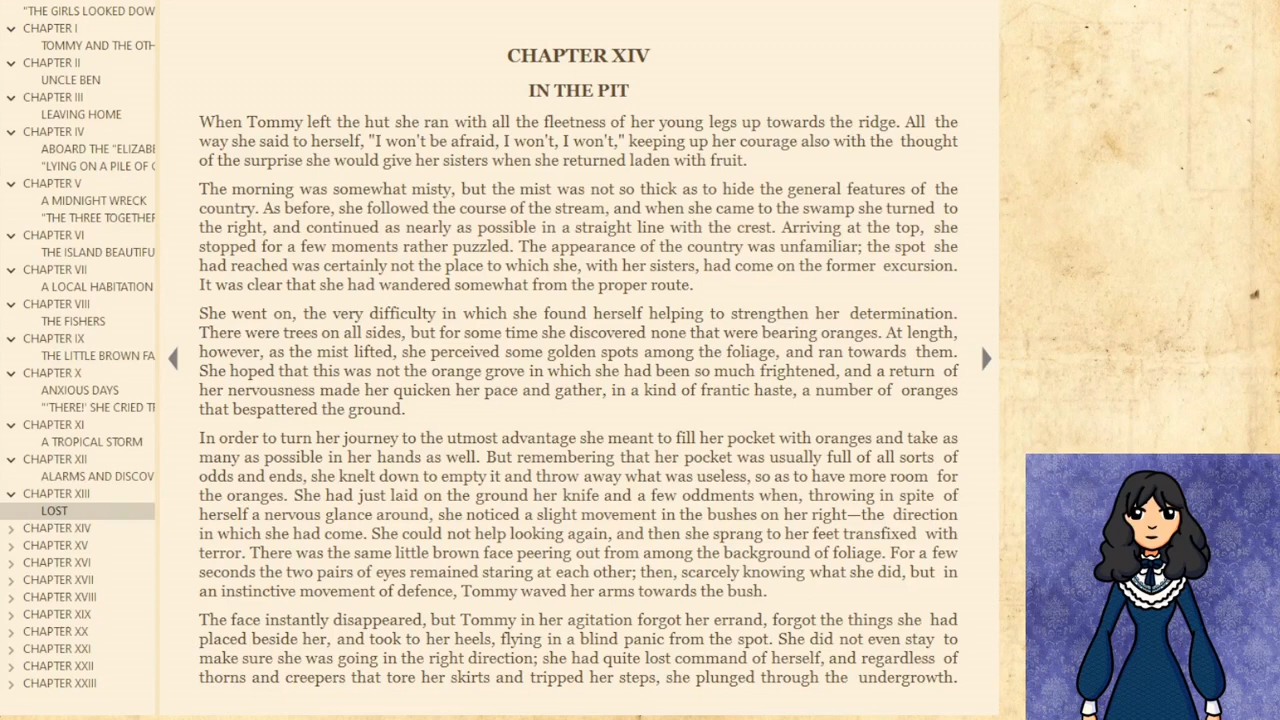 "THE GIRLS LOOKED DOW
CHAPTER I
TOMMY AND THE OTH
CHAPTER II
UNCLE BEN
CHAPTER III
LEAVING HOME
CHAPTER IV
ABOARD THE "ELIZABE
"LYING ON A PILE OF C
CHAPTER V
A MIDNIGHT WRECK
"THE THREE TOGETHER
CHAPTER VI
THE ISLAND BEAUTIFU
CHAPTER VII
A LOCAL HABITATION
CHAPTER VIII
THE FISHERS
CHAPTER IX
THE LITTLE BROWN FA
CHAPTER X
ANXIOUS DAYS
"'THERE!' SHE CRIED TR
CHAPTER XI
A TROPICAL STORM
CHAPTER XII
ALARMS AND DISCOV
CHAPTER XIII
LOST
CHAPTER XIV
CHAPTER XV
CHAPTER XVI
CHAPTER XVII
CHAPTER XVIII
CHAPTER XIX
CHAPTER XX
CHAPTER XXI
CHAPTER XXII
CHAPTER XXIII
CHAPTER XIV
IN THE PIT
When Tommy left the hut she ran with all the fleetness of her young legs up towards the ridge. All the
way she said to herself, "I won't be afraid, I won't, I won't," keeping up her courage also with the thought
of the surprise she would give her sisters when she returned laden with fruit.
The morning was somewhat misty, but the mist was not so thick as to hide the general features of the
country. As before, she followed the course of the stream, and when she came to the swamp she turned to
the right, and continued as nearly as possible in a straight line with the crest. Arriving at the top, she
stopped for a few moments rather puzzled. The appearance of the country was unfamiliar; the spot she
had reached was certainly not the place to which she, with her sisters, had come on the former excursion.
It was clear that she had wandered somewhat from the proper route.
She went on, the very difficulty in which she found herself helping to strengthen her determination.
There were trees on all sides, but for some time she discovered none that were bearing oranges. At length,
however, as the mist lifted, she perceived some golden spots among the foliage, and ran towards them.
She hoped that this was not the orange grove in which she had been so much frightened, and a return of
her nervousness made her quicken her pace and gather, in a kind of frantic haste, a number of oranges
that bespattered the ground.
In order to turn her journey to the utmost advantage she meant to fill her pocket with oranges and take as
many as possible in her hands as well. But remembering that her pocket was usually full of all sorts of
odds and ends, she knelt down to empty it and throw away what was useless, so as to have more room for
the oranges. She had just laid on the ground her knife and a few oddments when, throwing in spite of
herself a nervous glance around, she noticed a slight movement in the bushes on her right—the direction
in which she had come. She could not help looking again, and then she sprang to her feet transfixed with
terror. There was the same little brown face peering out from among the background of foliage. For a few
seconds the two pairs of eyes remained staring at each other; then, scarcely knowing what she did, but in
an instinctive movement of defence, Tommy waved her arms towards the bush.
The face instantly disappeared, but Tommy in her agitation forgot her errand, forgot the things she had
placed beside her, and took to her heels, flying in a blind panic from the spot. She did not even stay to
make sure she was going in the right direction; she had quite lost command of herself, and regardless of
thorns and creepers that tore her skirts and tripped her steps, she plunged through the undergrowth.